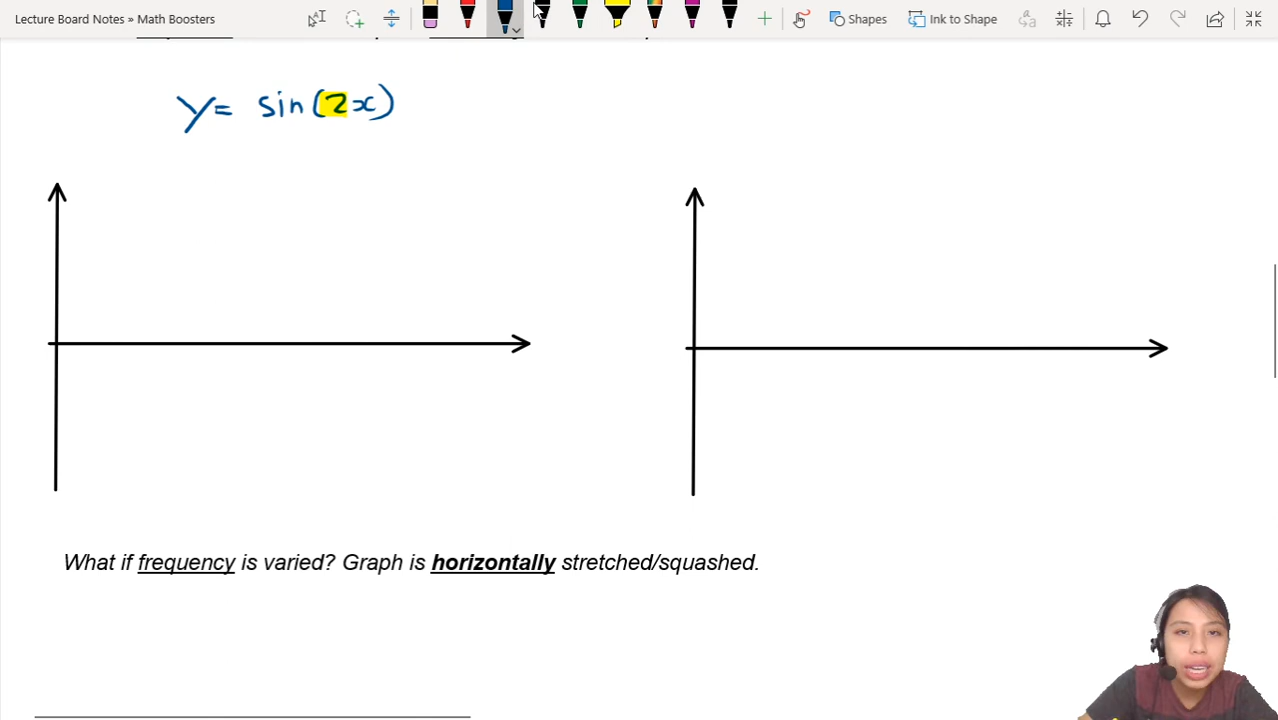 Lecture Board Notes » Math Boosters
Shapes
Ink to Shape
y = sin(2x)
What if frequency is varied? Graph is horizontally stretched/squashed.